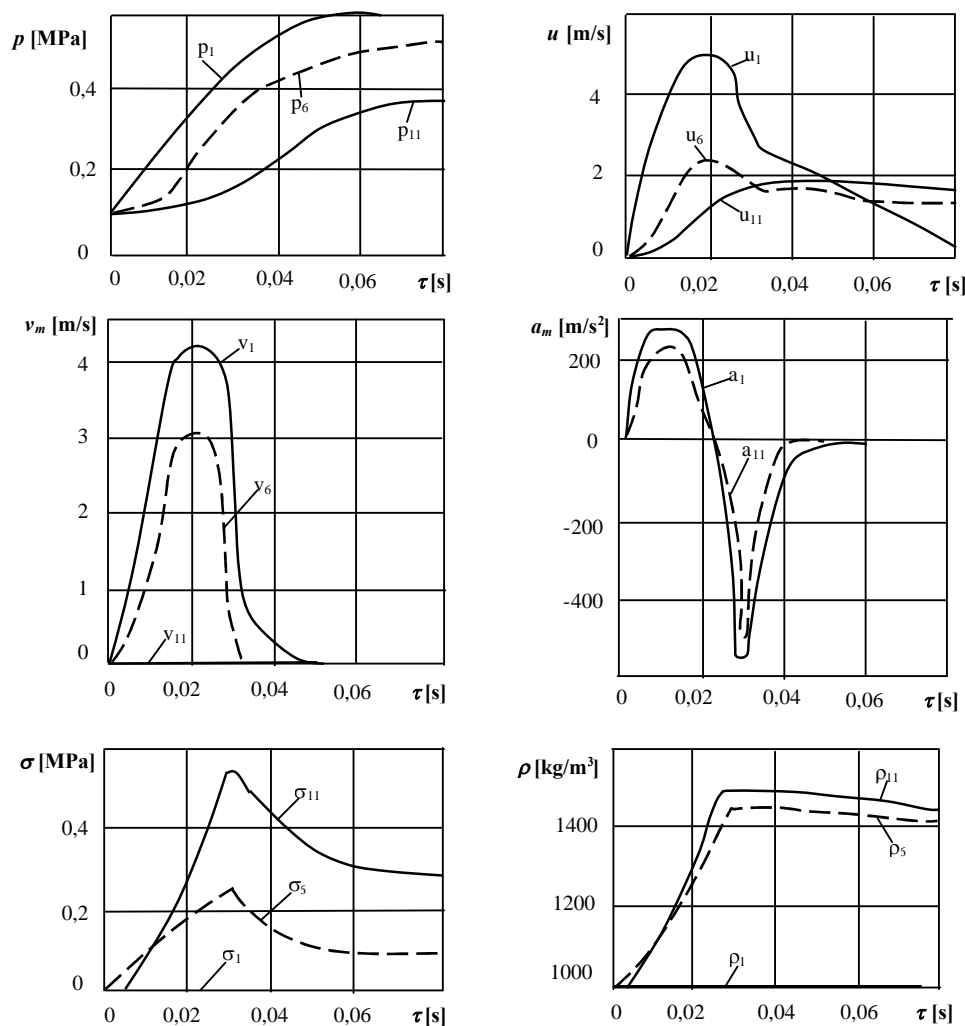 p [MPa]
p1
0,4
p6
p11
0,2
0
0 0,02 0,04 0,06 τ [s]
u [m/s]
u1
4
u6
2
u11
0
0 0,02 0,04 0,06 τ [s]
vm [m/s]
v1
4
3
v6
2
1
v11
0
0 0,02 0,04 0,06 τ [s]
am [m/s²]
200
a1
0
a11
-200
-400
0 0,02 0,04 0,06 τ [s]
σ [MPa]
σ11
0,4
σ5
0,2
σ1
0
0 0,02 0,04 0,06 τ [s]
ρ [kg/m³]
ρ11
1400
ρ5
1200
ρ1
1000
0 0,02 0,04 0,06 τ [s]